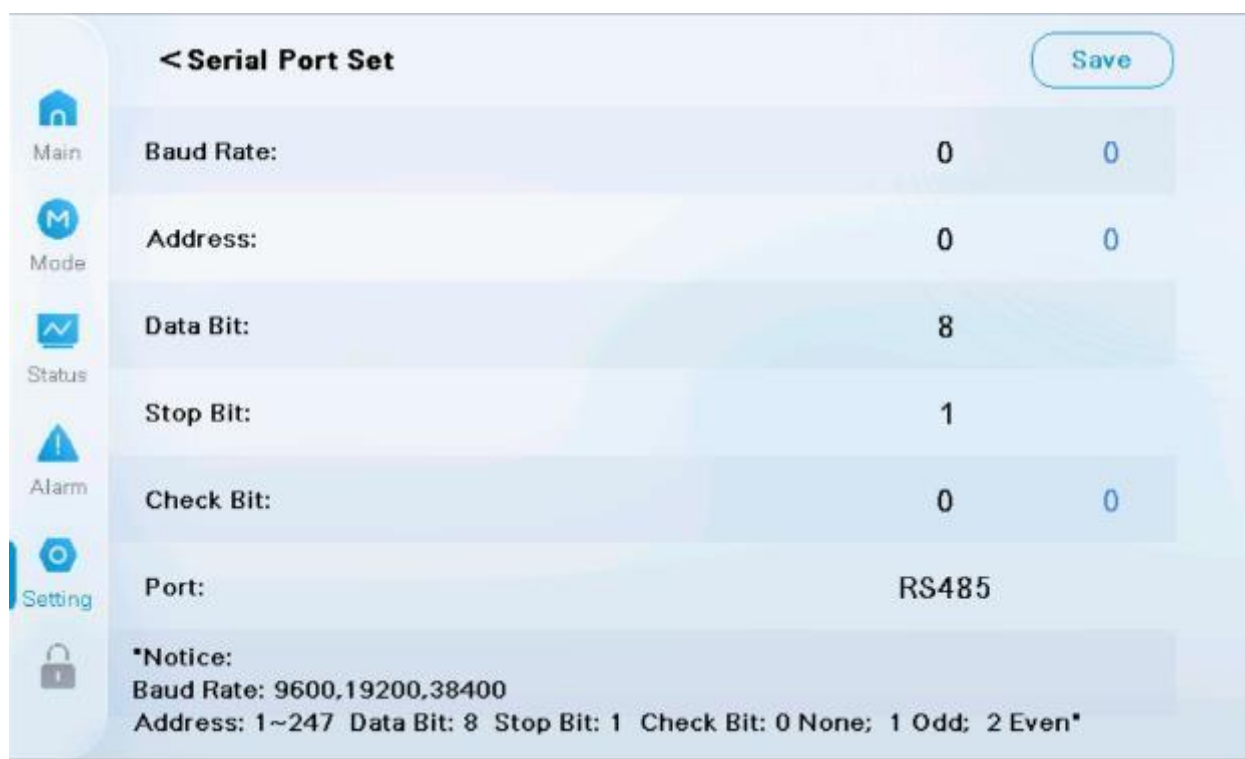 <Serial Port Set
Save
Main
Baud Rate: 0 0
Mode
Address: 0 0
Data Bit: 8
Status
Stop Bit: 1
Alarm
Check Bit: 0 0
Setting
Port: RS485
*Notice:
Baud Rate: 9600,19200,38400
Address: 1~247 Data Bit: 8 Stop Bit: 1 Check Bit: 0 None; 1 Odd; 2 Even*